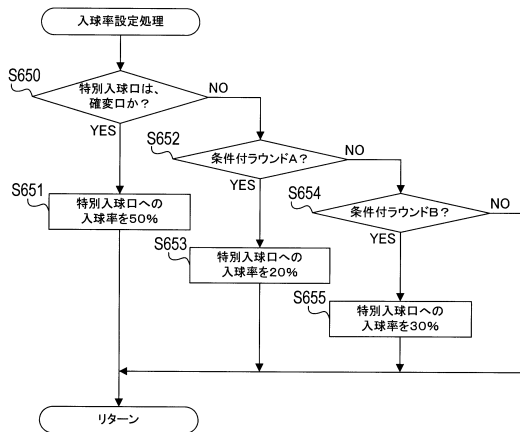 入球率設定処理
S650
特別入球口は、
確変口か？
NO
YES
S652
条件付ラウンドA？
NO
YES
S651
特別入球口への
入球率を50%
S654
条件付ラウンドB？
NO
YES
S653
特別入球口への
入球率を20%
S655
特別入球口への
入球率を30%
リターン